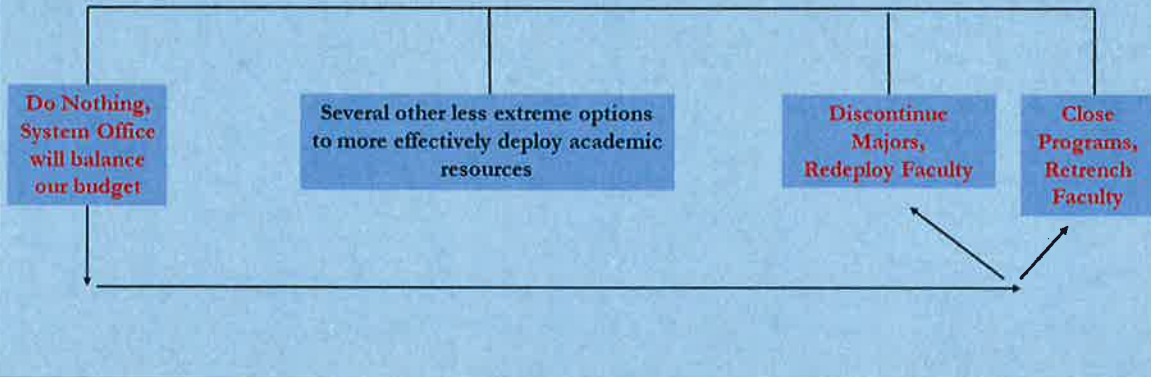 Do Nothing,
System Office
will balance
our budget
Several other less extreme options
to more effectively deploy academic
resources
Discontinue
Majors,
Redeploy Faculty
Close
Programs,
Retrench
Faculty